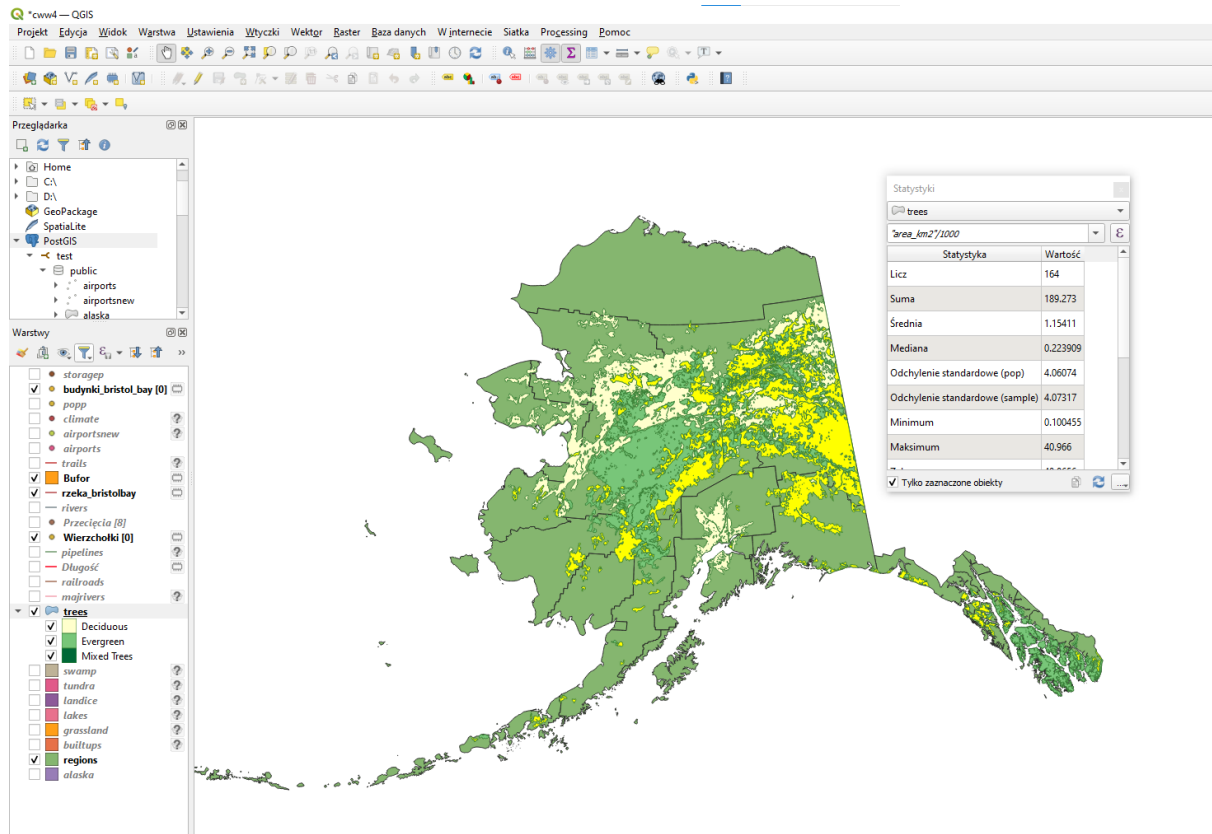 *cww4 — QGIS
Projekt Edycja Widok Warstwa Ustawienia Wtyczki Wektor Raster Baza danych W internecie Siatka Processing Pomoc
Przeglądarka
Home
C:\
D:\
GeoPackage
SpatiaLite
PostGIS
test
public
airports
airportsnew
alaska
Warstwy
storagep
budynki_bristol_bay [0]
popp
climate ?
airportsnew ?
airports
trails ?
Bufor
rzeka_bristolbay
rivers
Przecięcia [8]
Wierzchołki [0]
pipelines ?
Długość
railroads
majrivers ?
trees
Deciduous
Evergreen
Mixed Trees
swamp ?
tundra ?
landice ?
lakes ?
grassland ?
builtups ?
regions
alaska
Statystyki
trees
"area_km2"/1000
ε
Statystyka Wartość
Licz 164
Suma 189.273
Średnia 1.15411
Mediana 0.223909
Odchylenie standardowe (pop) 4.06074
Odchylenie standardowe (sample) 4.07317
Minimum 0.100455
Maksimum 40.966
Tylko zaznaczone obiekty